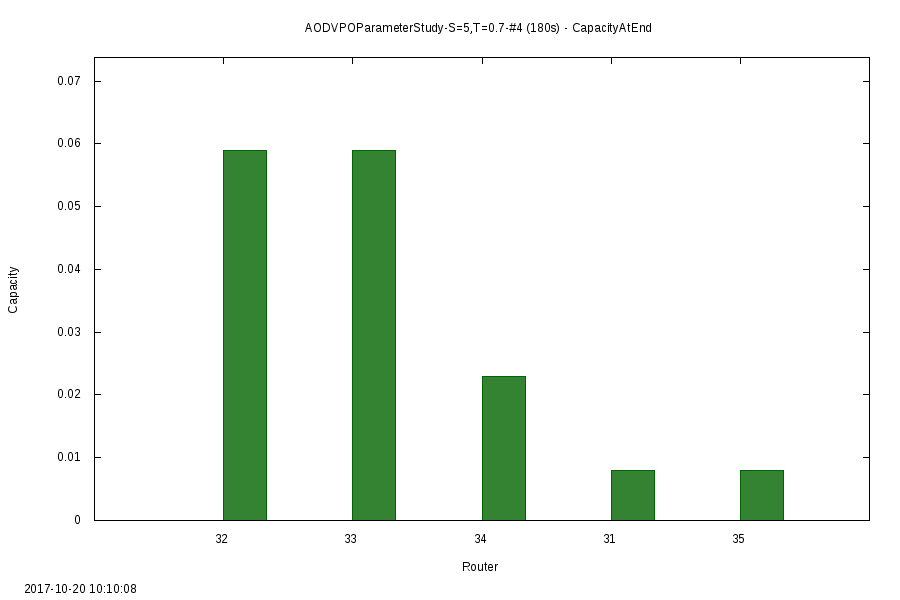 AODVPOParameterStudy-S=5,T=0.7-#4 (180s) - CapacityAtEnd
0.07
0.06
0.05
0.04
0.03
0.02
0.01
0
Capacity
32 33 34 31 35
Router
2017-10-20 10:10:08